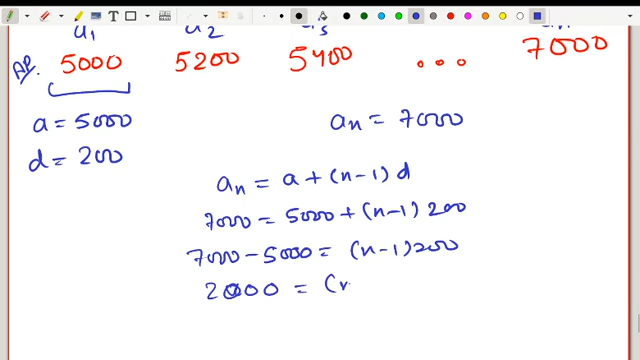 a1 a2 a3 an
AP. 5000 5200 5400 ... 7000
a = 5000 an = 7000
d = 200
an = a + (n-1) d
7000 = 5000 + (n-1) 200
7000 - 5000 = (n-1) 200
2000 = (